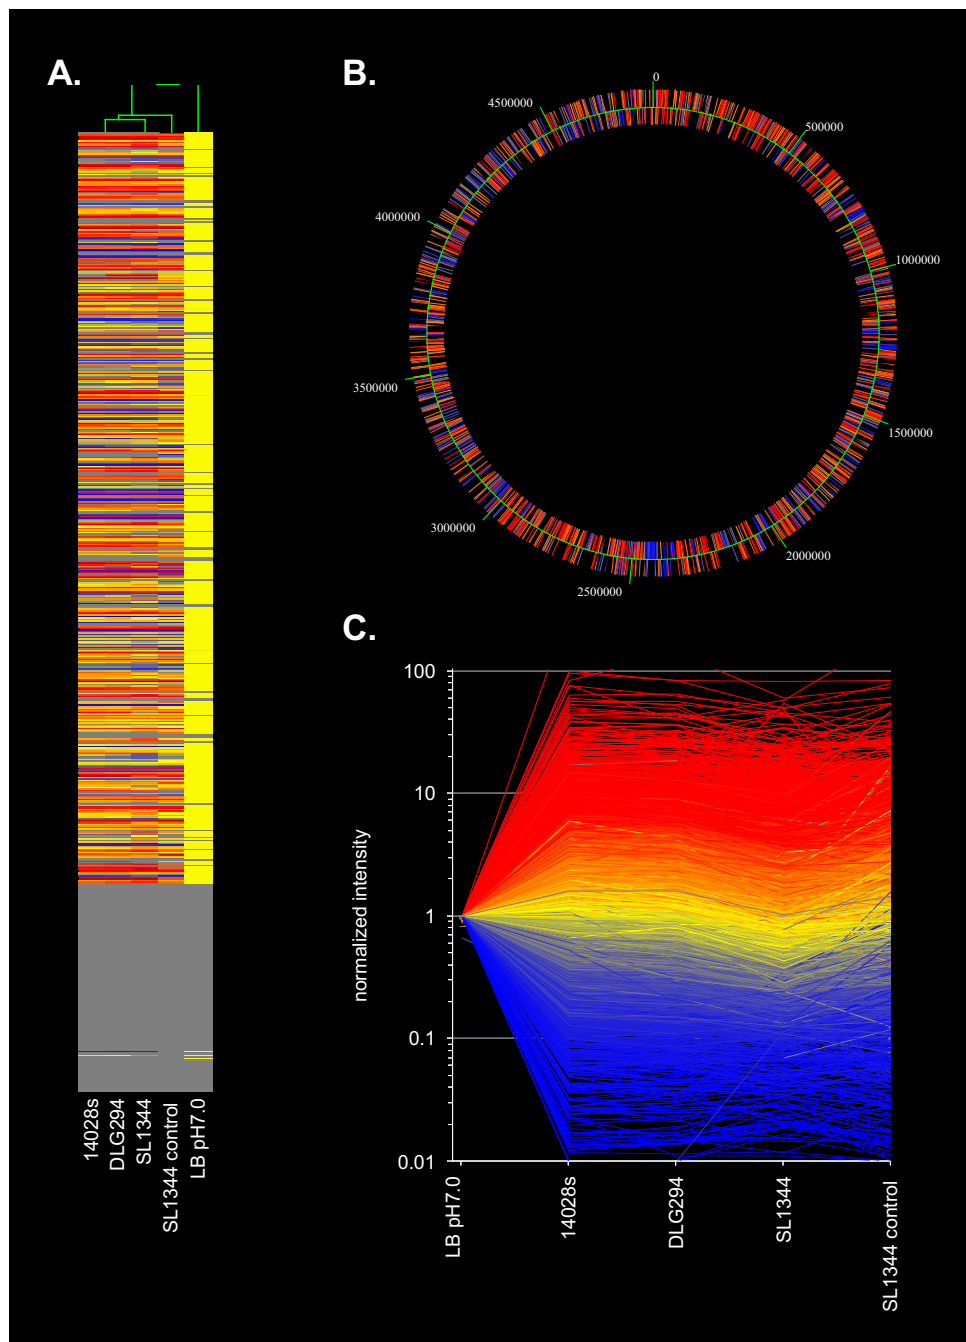 A.
14028s
DLG294
SL1344
SL1344 control
LB pH7.0
B.
0
500000
1000000
1500000
2000000
2500000
3000000
3500000
4000000
4500000
C.
normalized intensity
100
10
1
0.1
0.01
LB pH7.0
14028s
DLG294
SL1344
SL1344 control